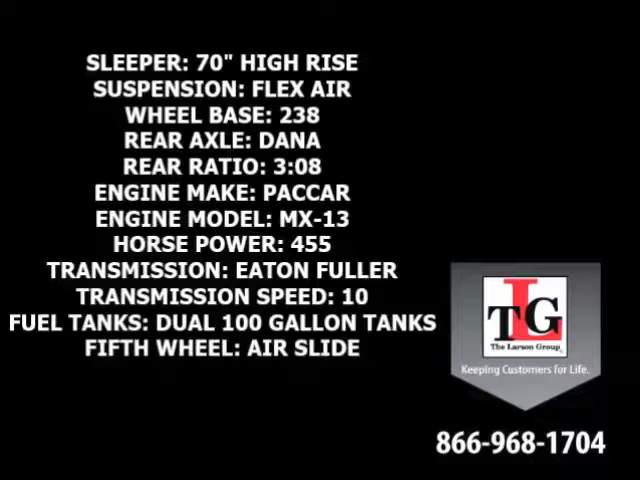 SLEEPER: 70" HIGH RISE
SUSPENSION: FLEX AIR
WHEEL BASE: 238
REAR AXLE: DANA
REAR RATIO: 3:08
ENGINE MAKE: PACCAR
ENGINE MODEL: MX-13
HORSE POWER: 455
TRANSMISSION: EATON FULLER
TRANSMISSION SPEED: 10
FUEL TANKS: DUAL 100 GALLON TANKS
FIFTH WHEEL: AIR SLIDE
TLG
The Larson Group
Keeping Customers for Life.
866-968-1704